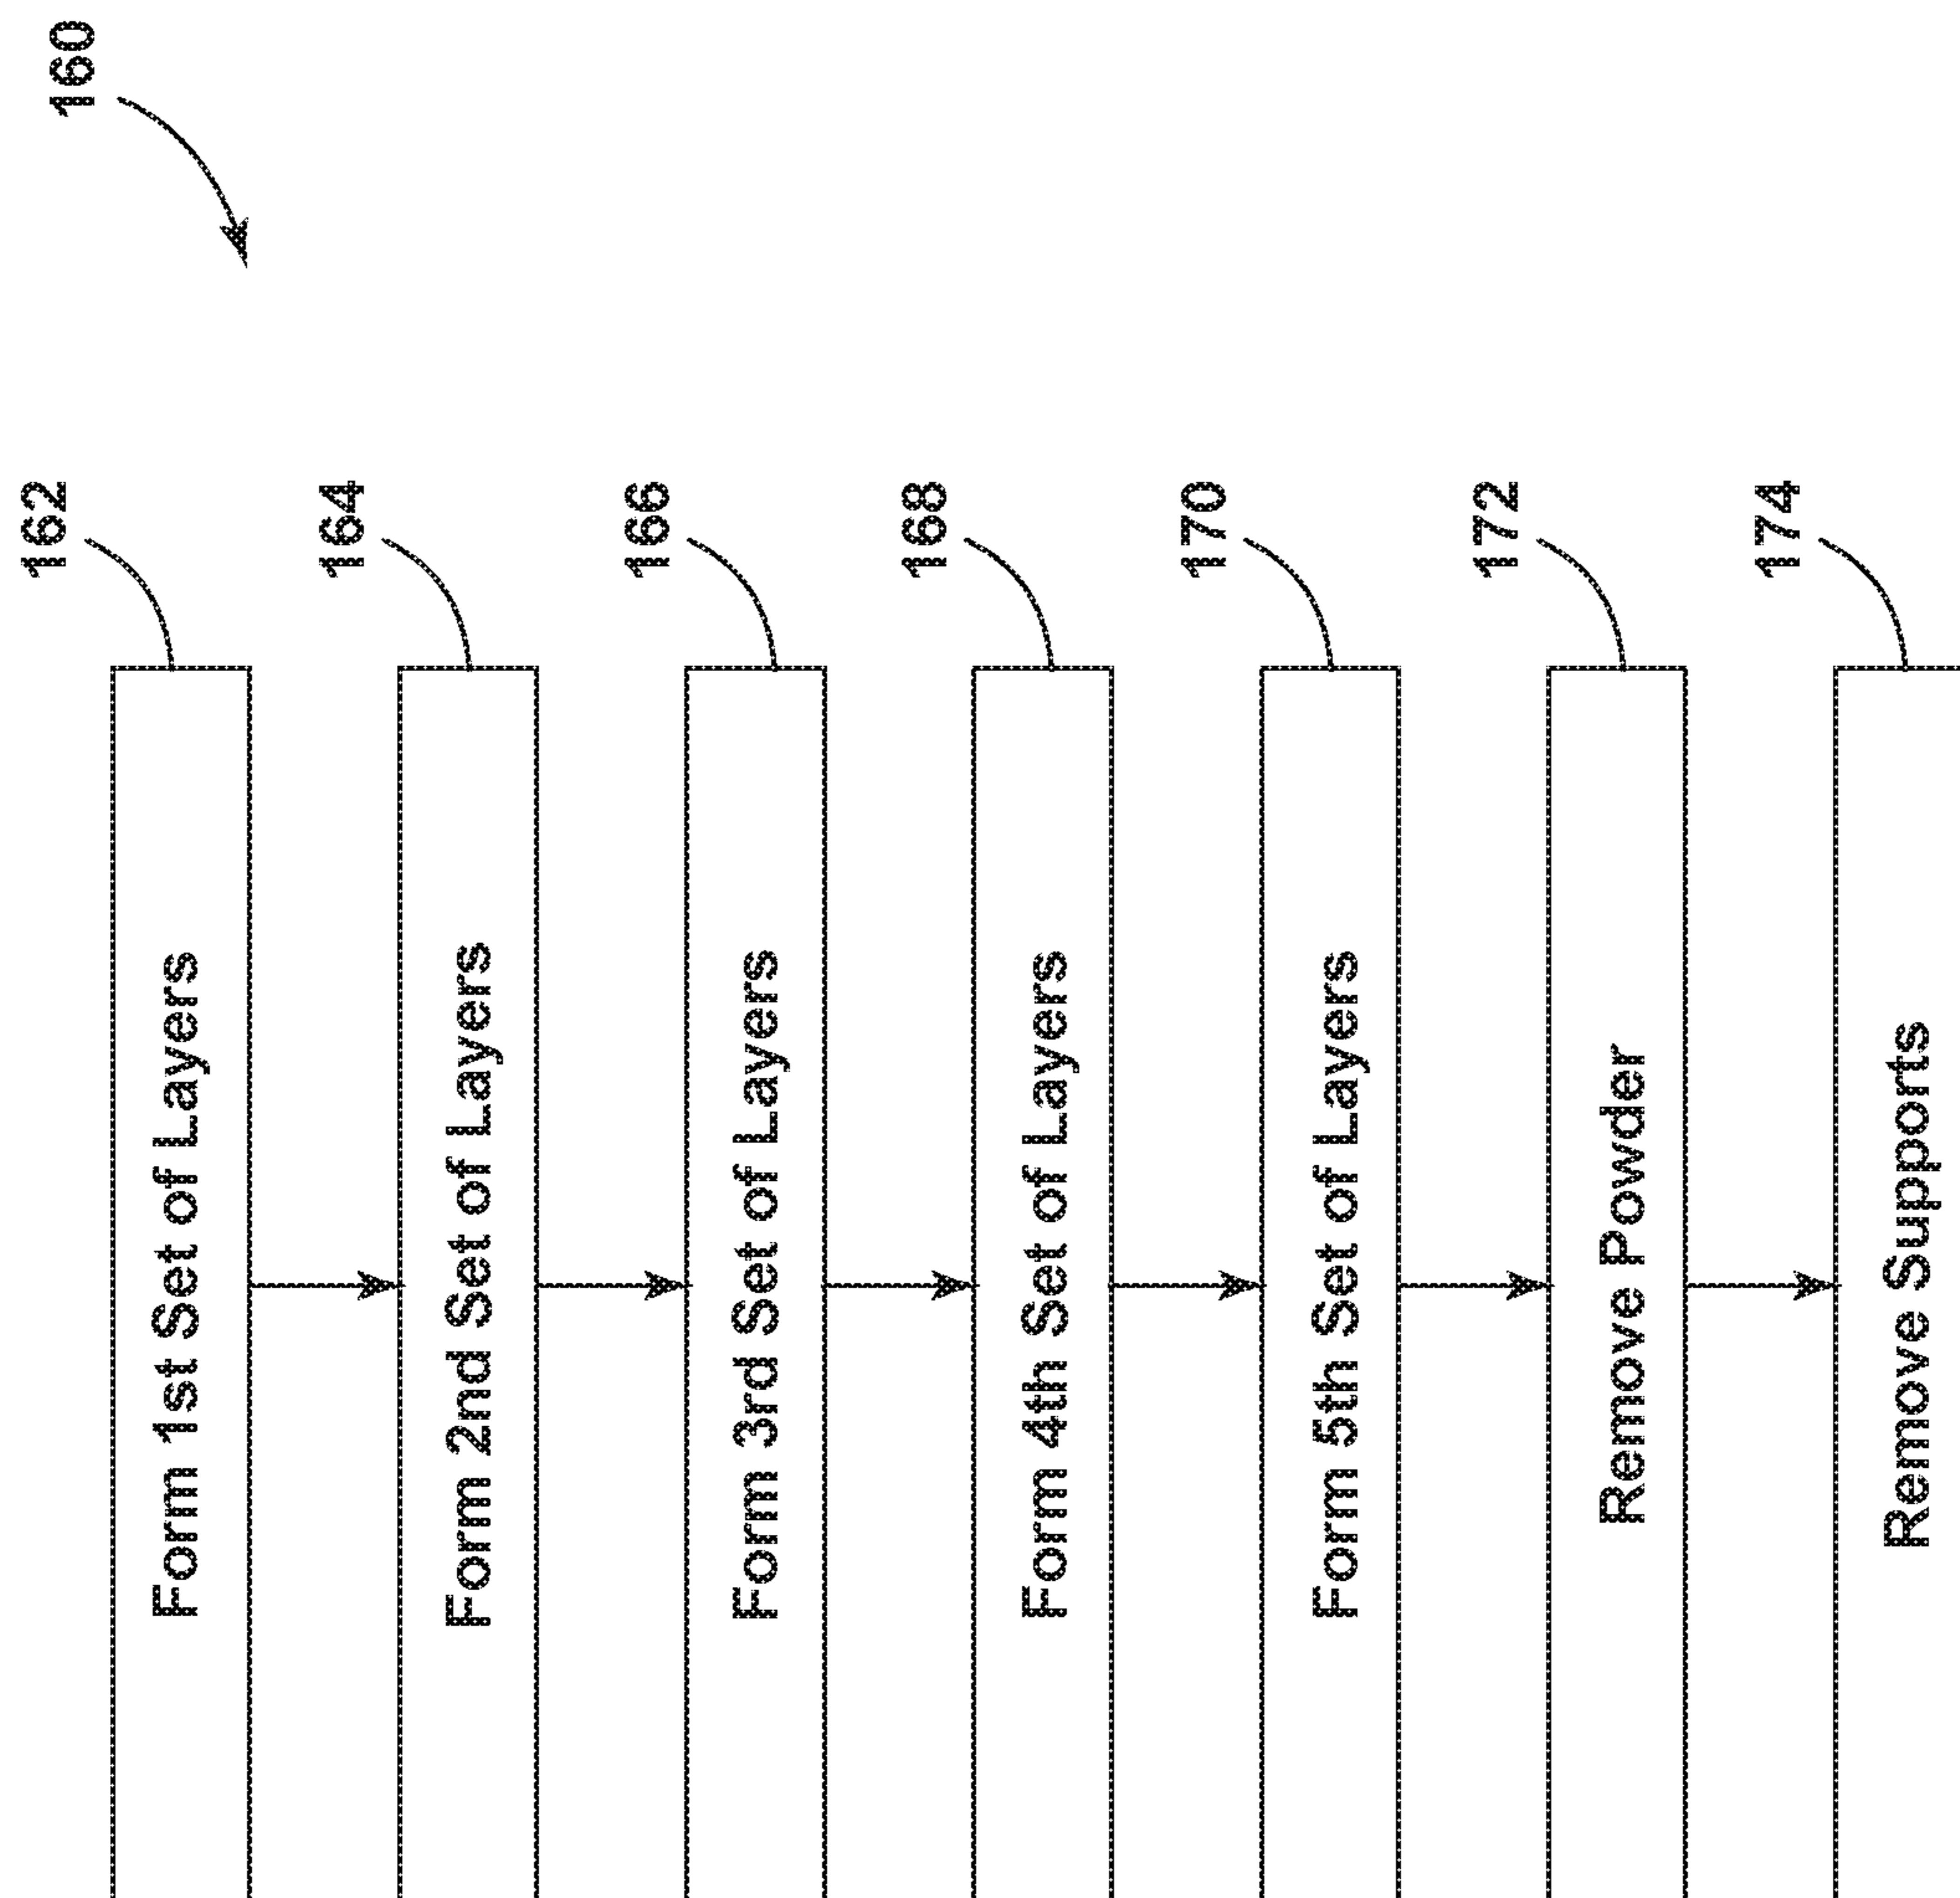 160
162
Form 1st Set of Layers
164
Form 2nd Set of Layers
166
Form 3rd Set of Layers
168
Form 4th Set of Layers
170
Form 5th Set of Layers
172
Remove Powder
174
Remove Supports